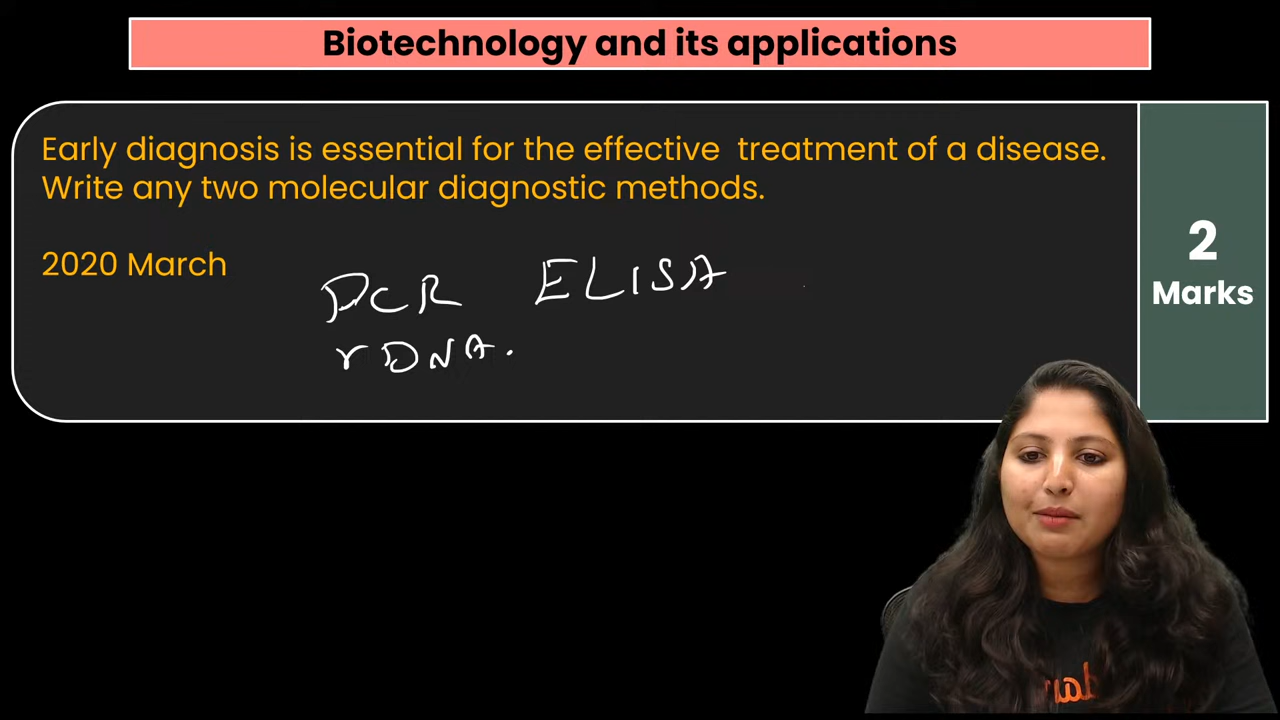 Biotechnology and its applications
Early diagnosis is essential for the effective treatment of a disease.
Write any two molecular diagnostic methods.
2020 March
PCR ELISA
rDNA.
2
Marks